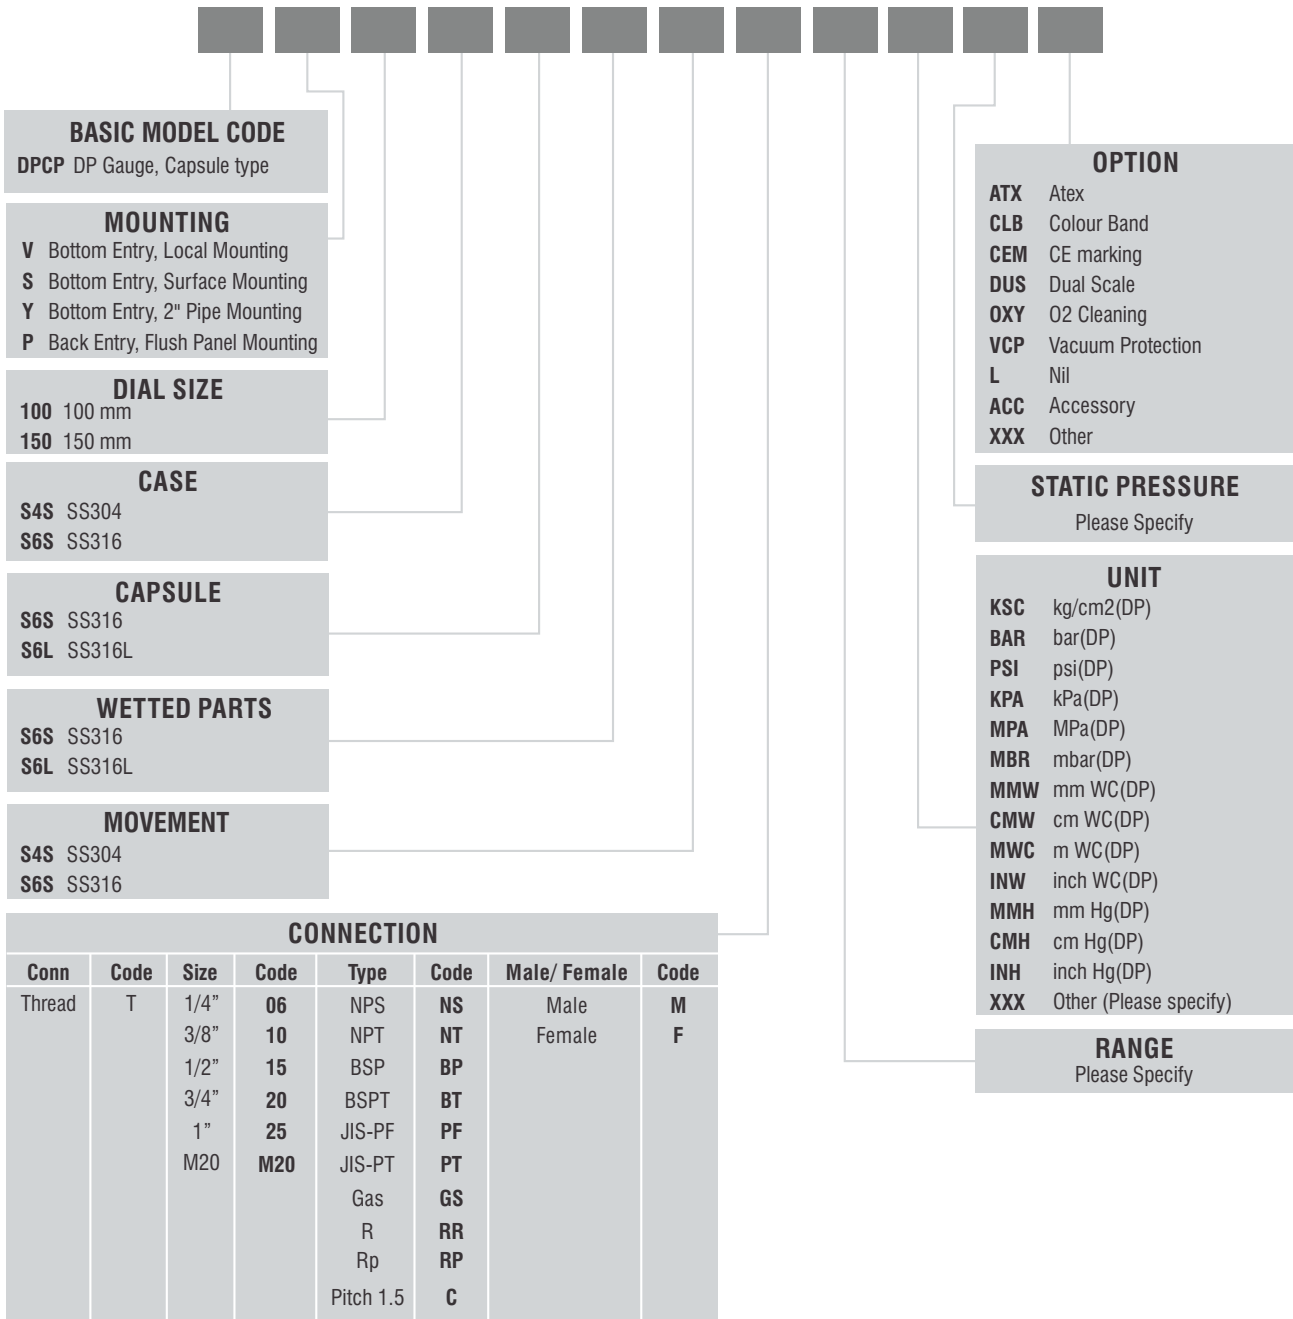 BASIC MODEL CODE
DPCP DP Gauge, Capsule type
MOUNTING
V Bottom Entry, Local Mounting
S Bottom Entry, Surface Mounting
Y Bottom Entry, 2" Pipe Mounting
P Back Entry, Flush Panel Mounting
DIAL SIZE
100 100 mm
150 150 mm
CASE
S4S SS304
S6S SS316
CAPSULE
S6S SS316
S6L SS316L
WETTED PARTS
S6S SS316
S6L SS316L
MOVEMENT
S4S SS304
S6S SS316
CONNECTION
Conn Code Size Code Type Code Male/ Female Code
Thread T 1/4” 06 NPS NS Male M
3/8” 10 NPT NT Female F
1/2” 15 BSP BP
3/4” 20 BSPT BT
1” 25 JIS-PF PF
M20 M20 JIS-PT PT
Gas GS
R RR
Rp RP
Pitch 1.5 C
OPTION
ATX Atex
CLB Colour Band
CEM CE marking
DUS Dual Scale
OXY O2 Cleaning
VCP Vacuum Protection
L Nil
ACC Accessory
XXX Other
STATIC PRESSURE
Please Specify
UNIT
KSC kg/cm2(DP)
BAR bar(DP)
PSI psi(DP)
KPA kPa(DP)
MPA MPa(DP)
MBR mbar(DP)
MMW mm WC(DP)
CMW cm WC(DP)
MWC m WC(DP)
INW inch WC(DP)
MMH mm Hg(DP)
CMH cm Hg(DP)
INH inch Hg(DP)
XXX Other (Please specify)
RANGE
Please Specify